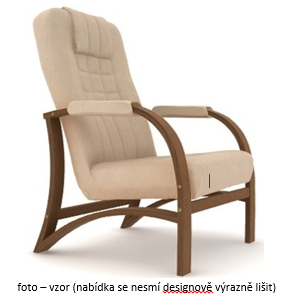 foto – vzor (nabídka se nesmí designově výrazně lišit)